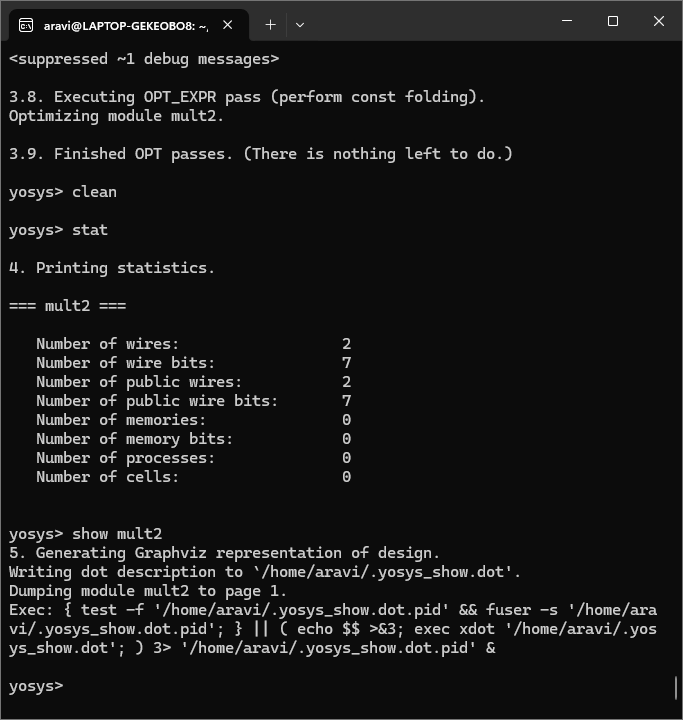 aravi@LAPTOP-GEKEOBO8: ~,
<suppressed ~1 debug messages>
3.8. Executing OPT_EXPR pass (perform const folding).
Optimizing module mult2.
3.9. Finished OPT passes. (There is nothing left to do.)
yosys> clean
yosys> stat
4. Printing statistics.
=== mult2 ===
Number of wires: 2
Number of wire bits: 7
Number of public wires: 2
Number of public wire bits: 7
Number of memories: 0
Number of memory bits: 0
Number of processes: 0
Number of cells: 0
yosys> show mult2
5. Generating Graphviz representation of design.
Writing dot description to `/home/aravi/.yosys_show.dot'.
Dumping module mult2 to page 1.
Exec: { test -f '/home/aravi/.yosys_show.dot.pid' && fuser -s '/home/ara
vi/.yosys_show.dot.pid'; } || ( echo $$ >&3; exec xdot '/home/aravi/.yos
ys_show.dot'; ) 3> '/home/aravi/.yosys_show.dot.pid' &
yosys>